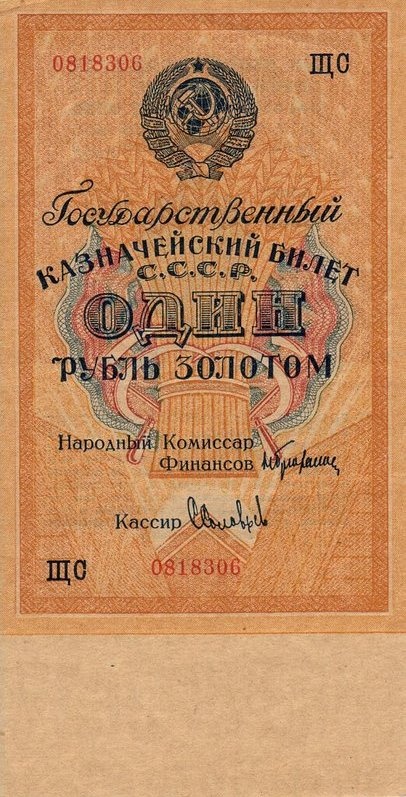 0818306 ЩС
Государственный
КАЗНАЧЕЙСКИЙ БИЛЕТ
С.С.С.Р.
ОДИН
РУБЛЬ ЗОЛОТОМ
Народный Комиссар
Финансов
Кассир
ЩС 0818306